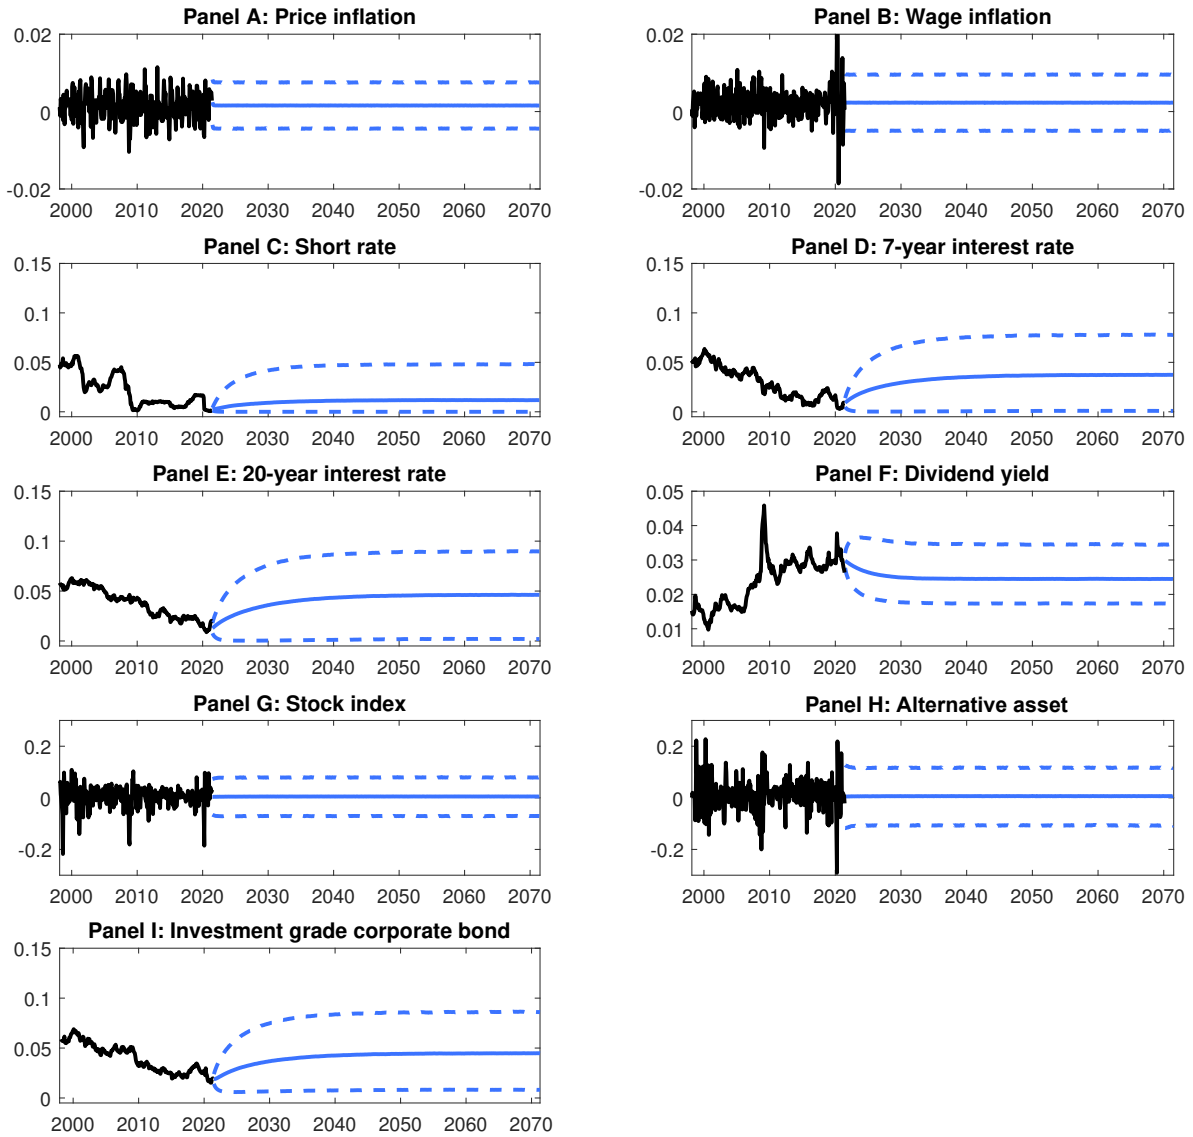 Panel A: Price inflation
0.02
0
-0.02
2000 2010 2020 2030 2040 2050 2060 2070
Panel B: Wage inflation
0.02
0
-0.02
2000 2010 2020 2030 2040 2050 2060 2070
Panel C: Short rate
0.15
0.1
0.05
0
2000 2010 2020 2030 2040 2050 2060 2070
Panel D: 7-year interest rate
0.15
0.1
0.05
0
2000 2010 2020 2030 2040 2050 2060 2070
Panel E: 20-year interest rate
0.15
0.1
0.05
0
2000 2010 2020 2030 2040 2050 2060 2070
Panel F: Dividend yield
0.05
0.04
0.03
0.02
0.01
2000 2010 2020 2030 2040 2050 2060 2070
Panel G: Stock index
0.2
0
-0.2
2000 2010 2020 2030 2040 2050 2060 2070
Panel H: Alternative asset
0.2
0
-0.2
2000 2010 2020 2030 2040 2050 2060 2070
Panel I: Investment grade corporate bond
0.15
0.1
0.05
0
2000 2010 2020 2030 2040 2050 2060 2070